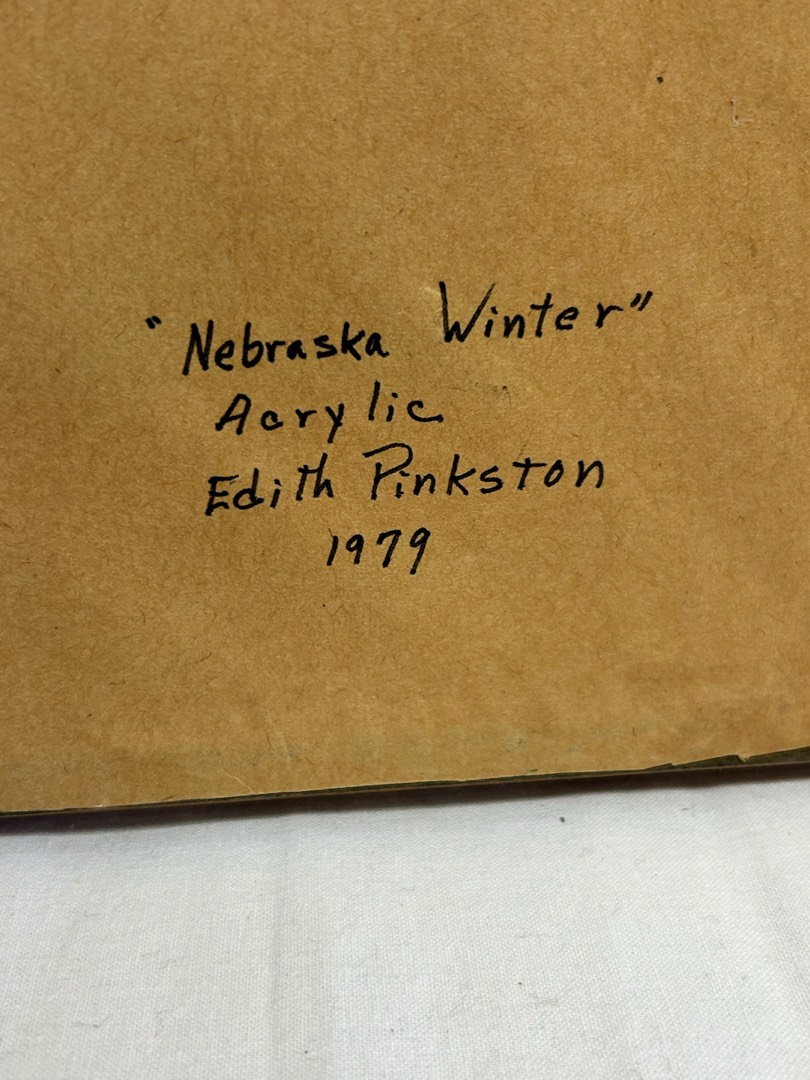 "Nebraska Winter"
Acrylic
Edith Pinkston
1979